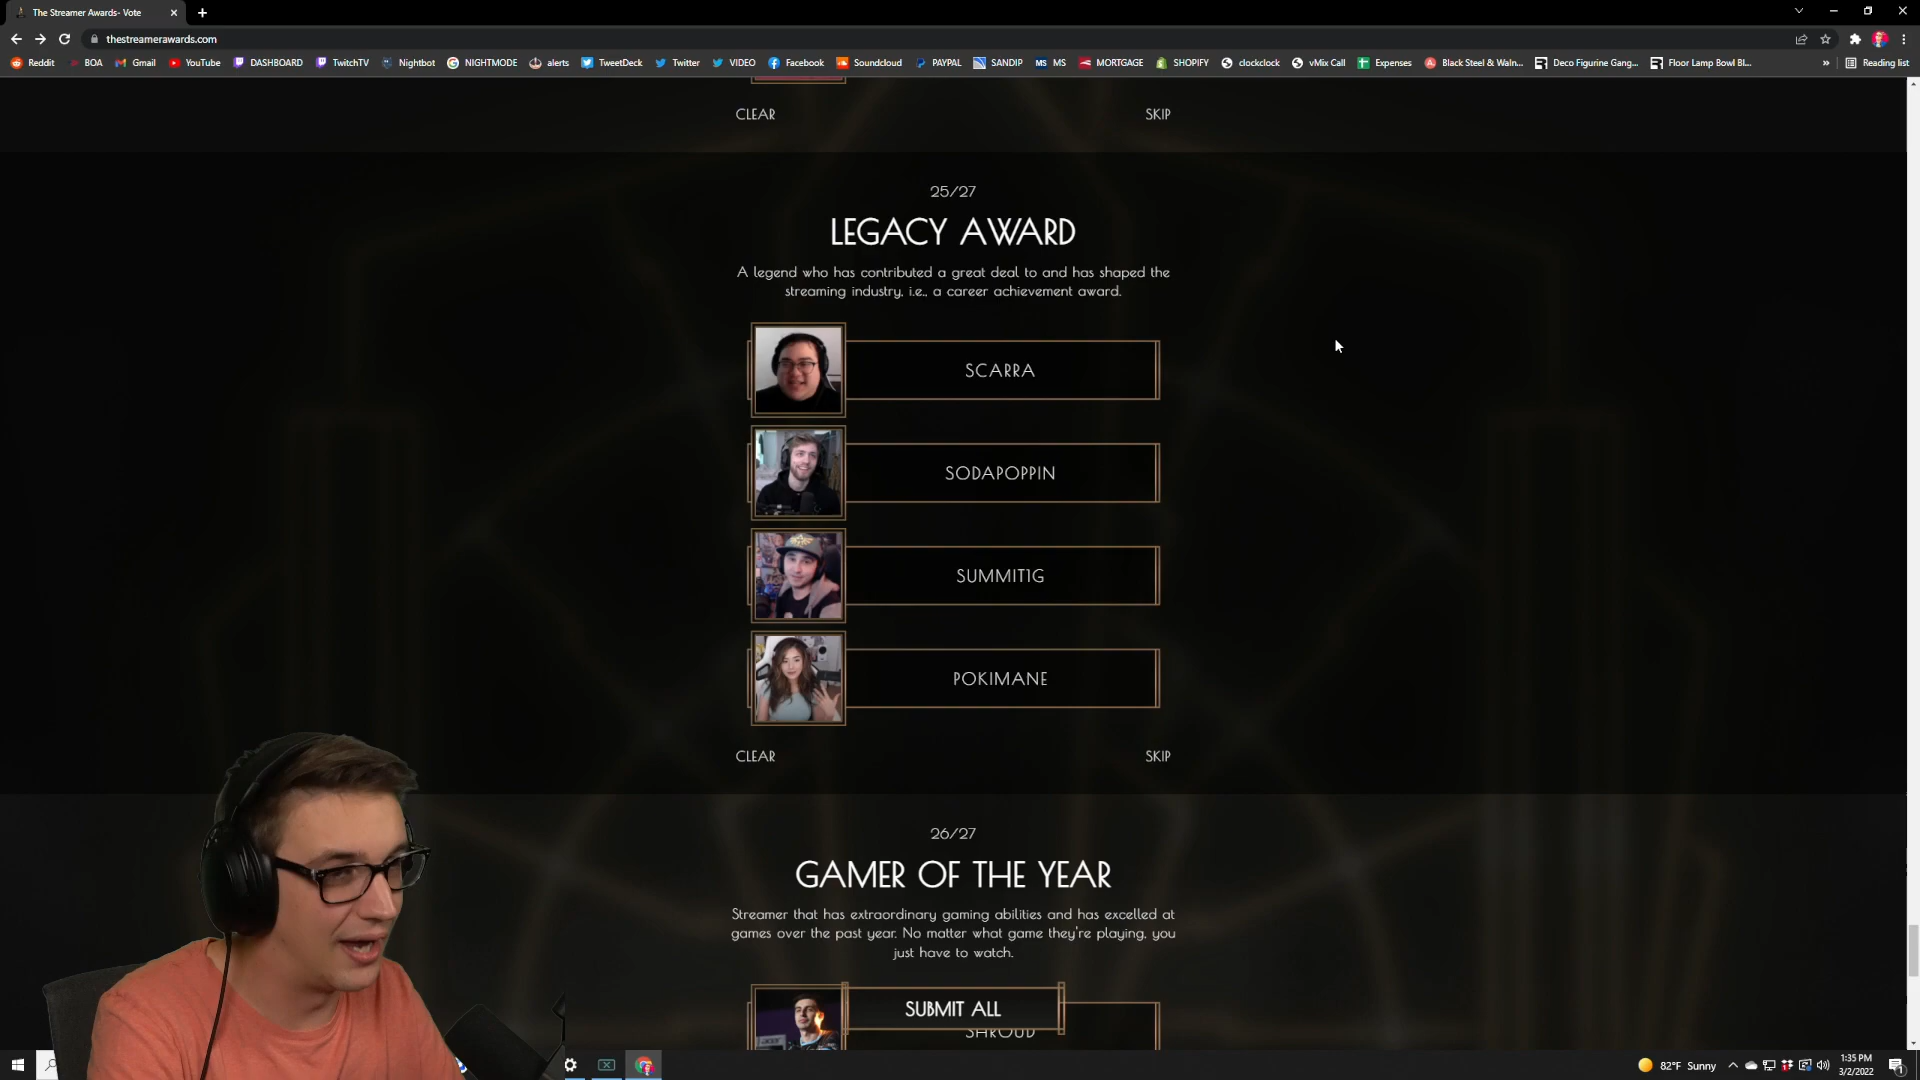 The Streamer Awards- Vote
thestreamerawards.com
Reddit BOA Gmail YouTube DASHBOARD TwitchTV Nightbot NIGHTMODE alerts TweetDeck Twitter VIDEO Facebook Soundcloud PAYPAL SANDIP MS MS MORTGAGE SHOPIFY clockclock vMix Call Expenses Black Steel & Waln... Deco Figurine Gang... Floor Lamp Bowl Bl... » Reading list
CLEAR SKIP
25/27
LEGACY AWARD
A legend who has contributed a great deal to and has shaped the
streaming industry, i.e., a career achievement award.
SCARRA
SODAPOPPIN
SUMMIT1G
POKIMANE
CLEAR SKIP
26/27
GAMER OF THE YEAR
Streamer that has extraordinary gaming abilities and has excelled at
games over the past year. No matter what game they're playing, you
just have to watch.
SUBMIT ALL
SHROUD
82°F Sunny
1:35 PM
3/2/2022